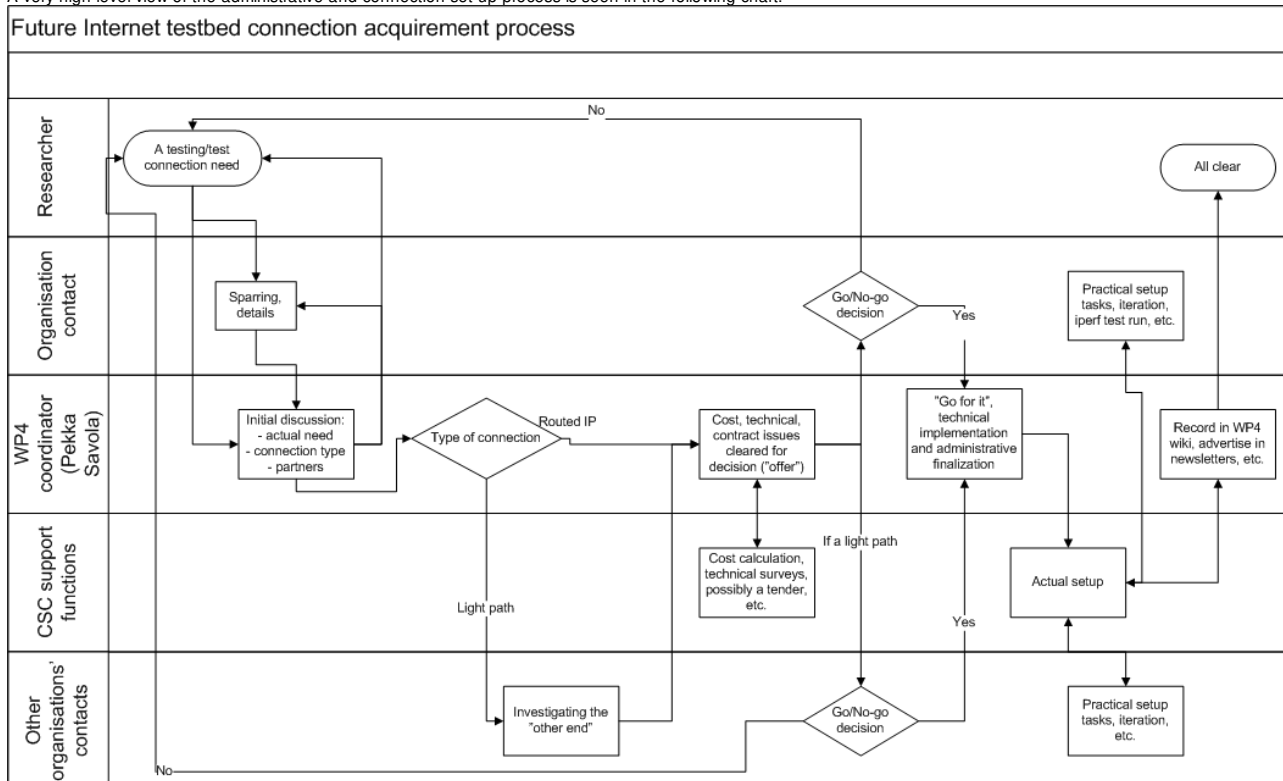 A very high level view of the administrative and connection set-up process is seen in the following chart.
Future Internet testbed connection acquirement process
Researcher
No
A testing/test
connection need
All clear
Organisation
contact
Sparring,
details
Go/No-go
decision
Yes
Practical setup
tasks, iteration,
iperf test run, etc.
WP4
coordinator
(Pekka
Savola)
Initial discussion:
- actual need
- connection type
- partners
Type of connection
Routed IP
Cost, technical,
contract issues
cleared for
decision ("offer")
"Go for it",
technical
implementation
and administrative
finalization
Record in WP4
wiki, advertise in
newsletters, etc.
CSC support
functions
Light path
Cost calculation,
technical surveys,
possibly a tender,
etc.
If a light path
Yes
Actual setup
Other
organisations'
contacts
No
Investigating the
"other end"
Go/No-go
decision
Practical setup
tasks, iteration,
etc.